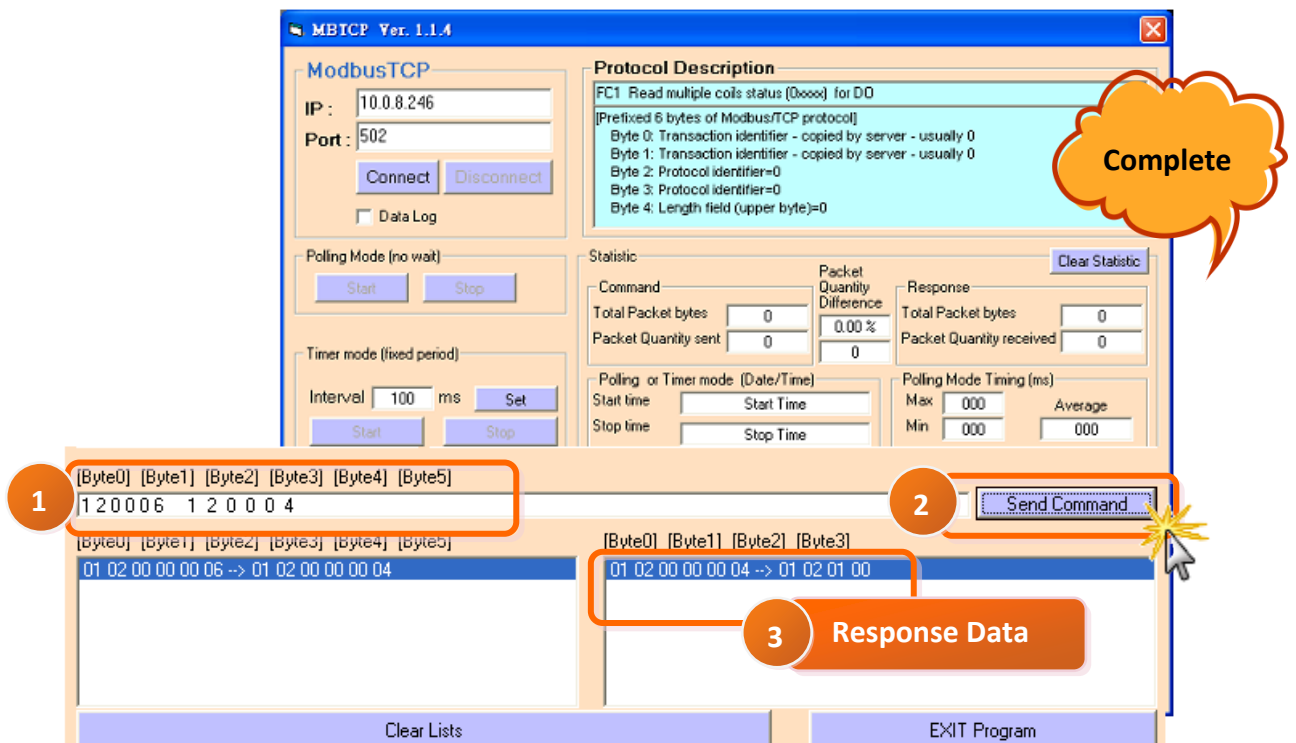 MBTCP Ver. 1.1.4
ModbusTCP
IP : 10.0.8.246
Port : 502
Connect Disconnect
Data Log
Protocol Description
FC1 Read multiple coils status (0xxxx) for DO
[Prefixed 6 bytes of Modbus/TCP protocol]
Byte 0: Transaction identifier - copied by server - usually 0
Byte 1: Transaction identifier - copied by server - usually 0
Byte 2: Protocol identifier=0
Byte 3: Protocol identifier=0
Byte 4: Length field (upper byte)=0
Complete
Polling Mode (no wait)
Start Stop
Timer mode (fixed period)
Interval 100 ms Set
Start Stop
Statistic
Clear Statistic
Command
Total Packet bytes 0
Packet Quantity sent 0
Packet
Quantity
Difference
0.00 %
0
Response
Total Packet bytes 0
Packet Quantity received 0
Polling or Timer mode (Date/Time)
Start time Start Time
Stop time Stop Time
Polling Mode Timing (ms)
Max 000
Min 000
Average
000
1
[Byte0] [Byte1] [Byte2] [Byte3] [Byte4] [Byte5]
1 2 0 0 0 6 1 2 0 0 0 4
2
Send Command
[Byte0] [Byte1] [Byte2] [Byte3] [Byte4] [Byte5]
01 02 00 00 00 06 --> 01 02 00 00 00 04
[Byte0] [Byte1] [Byte2] [Byte3]
01 02 00 00 00 04 --> 01 02 01 00
3 Response Data
Clear Lists
EXIT Program